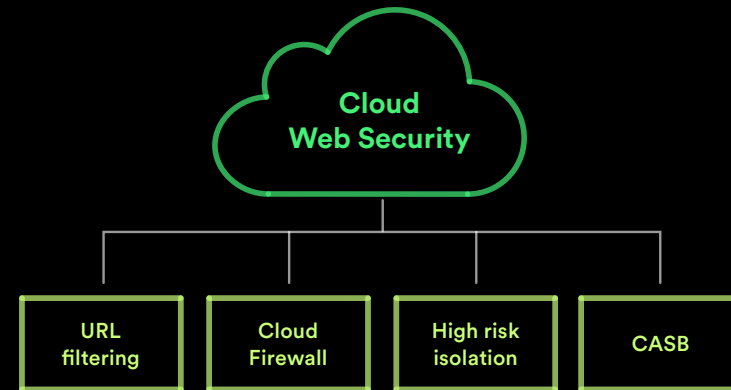 Cloud
Web Security
URL
filtering
Cloud
Firewall
High risk
isolation
CASB